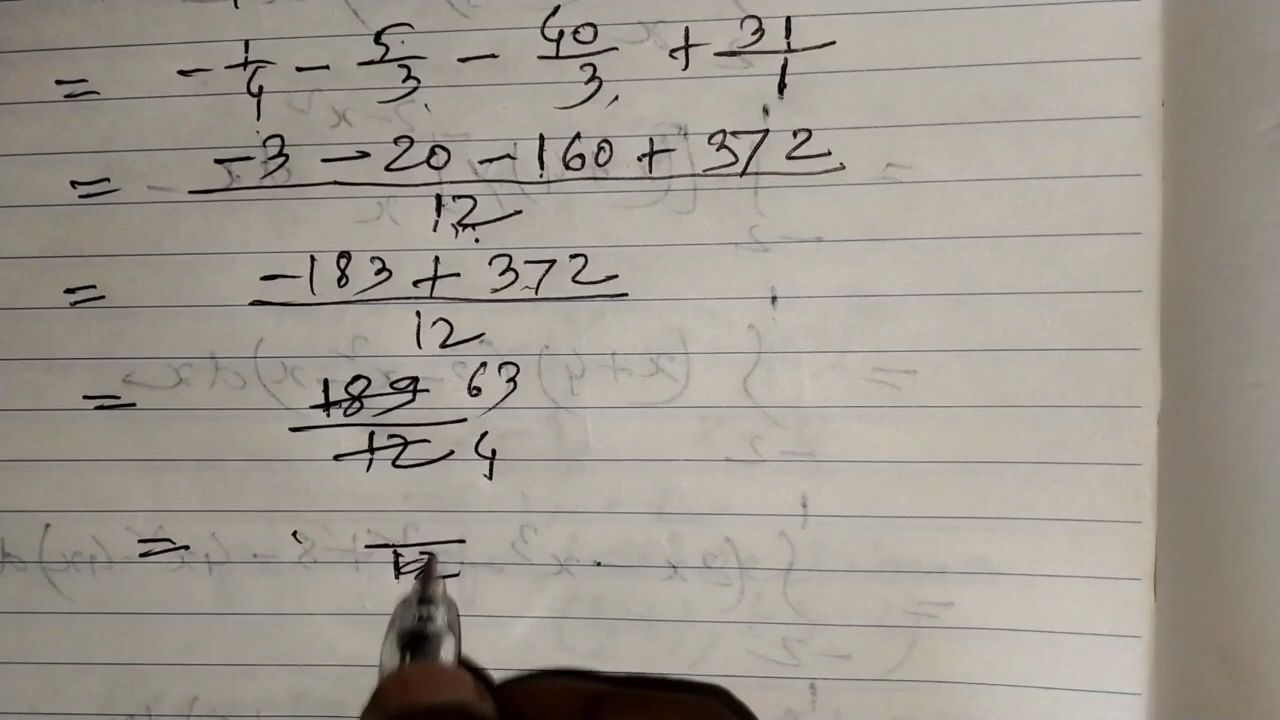 = - 1/4 - 5/3 - 40/3 + 31/1
= -3 - 20 - 160 + 372 / 12
= -183 + 372 / 12
= 189 63 / 12 4
=